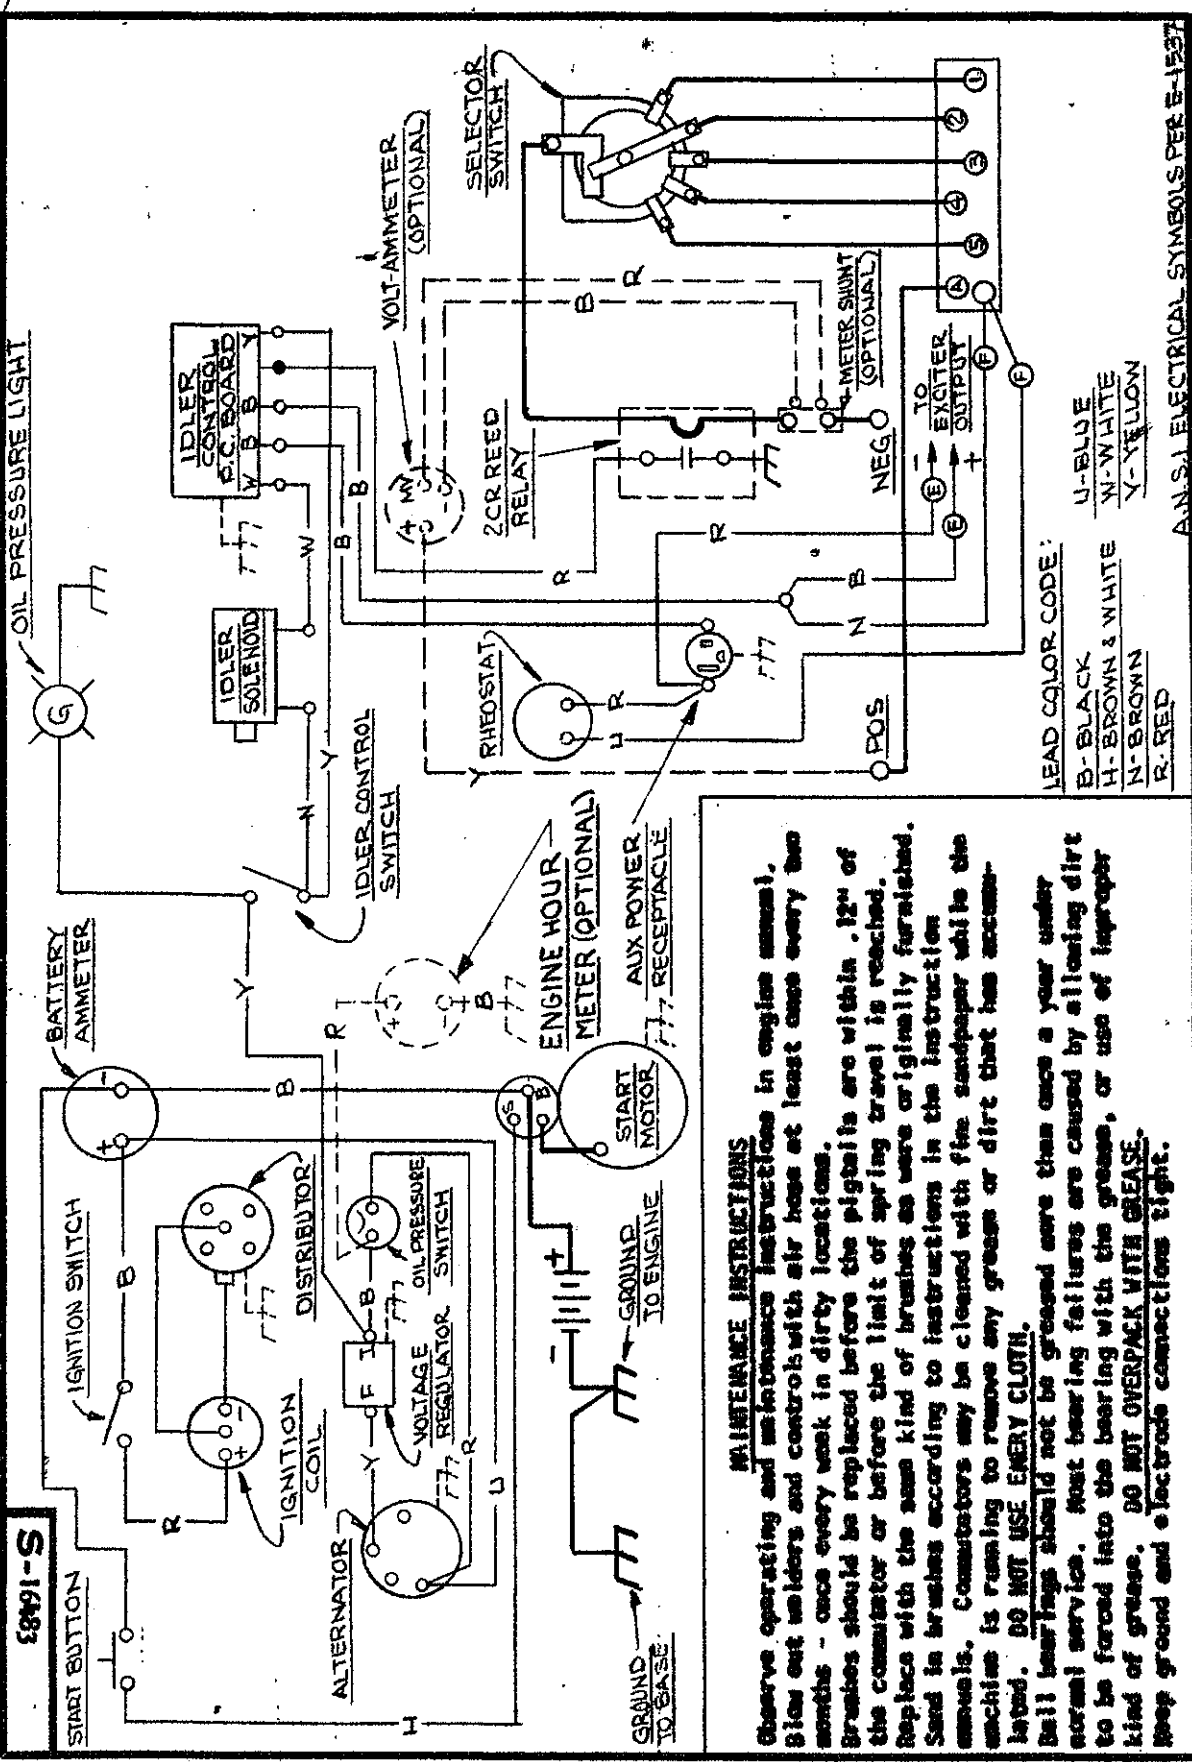 S-16483
START BUTTON
IGNITION SWITCH
BATTERY
AMMETER
OIL PRESSURE LIGHT
G
IDLER
CONTROL
P.C. BOARD
W B B Y
IDLER
SOLENOID
IDLER CONTROL
SWITCH
DISTRIBUTOR
IGNITION
COIL
+ -
- +
B
R
Y
N
W
B
B
Y
ALTERNATOR
VOLTAGE
REGULATOR
OIL PRESSURE
SWITCH
F I
Y
B
R
U
H
B
R
+ -
B
ENGINE HOUR
METER (OPTIONAL)
S
B
START
MOTOR
GROUND
TO BASE
GROUND
TO ENGINE
- +
VOLT-AMMETER
(OPTIONAL)
+ MV -
SELECTOR
SWITCH
2CR REED
RELAY
RHEOSTAT
AUX POWER
RECEPTACLE
R
U
Y
R
R
B
N
B
R
METER SHUNT
(OPTIONAL)
NEG
POS
TO
EXCITER
OUTPUT
- +
E
E
F
F
A 5 4 3 2 1
LEAD COLOR CODE:
B-BLACK
H-BROWN & WHITE
N-BROWN
R-RED
U-BLUE
W-WHITE
Y-YELLOW
A.N.S.I. ELECTRICAL SYMBOLS PER E-1537
MAINTENANCE INSTRUCTIONS
Observe operating and maintenance instructions in engine manual.
Blow out welders and controls with air hose at least once every two
months - once every week in dirty locations.
Brushes should be replaced before the pigtails are within .12" of
the commutator or before the limit of spring travel is reached.
Replace with the same kind of brushes as were originally furnished.
Sand in brushes according to instructions in the instruction
manuals. Commutators may be cleaned with fine sandpaper while the
machine is running to remove any grease or dirt that has accumu-
lated. DO NOT USE EMERY CLOTH.
Ball bearings should not be greased more than once a year under
normal service. Most bearing failures are caused by allowing dirt
to be forced into the bearing with the grease, or use of improper
kind of grease. DO NOT OVERPACK WITH GREASE.
Keep ground and electrode connections tight.